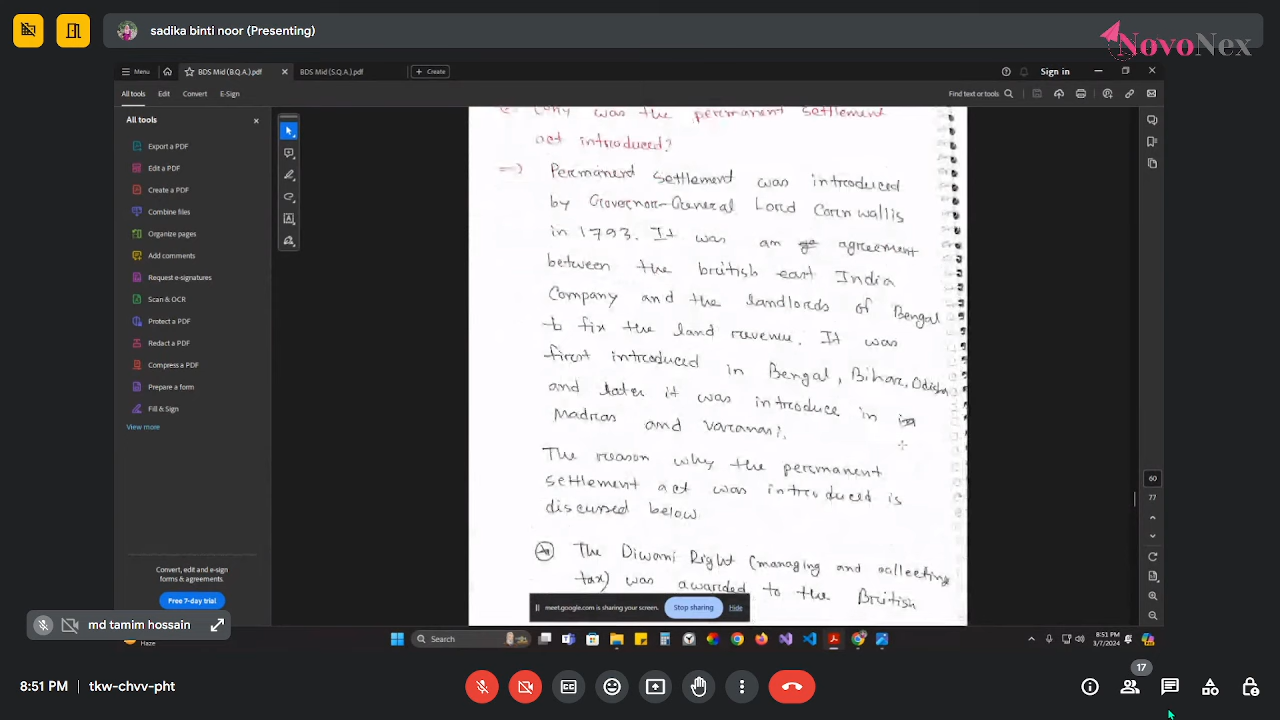 sadika binti noor (Presenting)
NovoNex
Menu
BDS Mid (B.Q.A.).pdf
BDS Mid (S.Q.A.).pdf
+ Create
Sign in
All tools
Edit
Convert
E-Sign
Find text or tools
All tools
Export a PDF
Edit a PDF
Create a PDF
Combine files
Organize pages
Add comments
Request e-signatures
Scan & OCR
Protect a PDF
Redact a PDF
Compress a PDF
Prepare a form
Fill & Sign
View more
Convert, edit and e-sign
forms & agreements.
Free 7-day trial
Why was the permanent settlement
act introduced?
=> Permanent settlement was introduced
by Governor-General Lord Cornwallis
in 1793. It was an agreement
between the british east India
Company and the landlords of Bengal
to fix the land revenue. It was
first introduced in Bengal, Bihar, Odisha
and later it was introduce in
Madras and varanasi.
The reason why the permanent
settlement act was introduced is
discussed below
The Diwani Right (managing and collecting
tax) was awarded to the British
60
77
meet.google.com is sharing your screen.
Stop sharing
Hide
md tamim hossain
Haze
Search
8:51 PM
3/7/2024
17
8:51 PM | tkw-chvv-pht